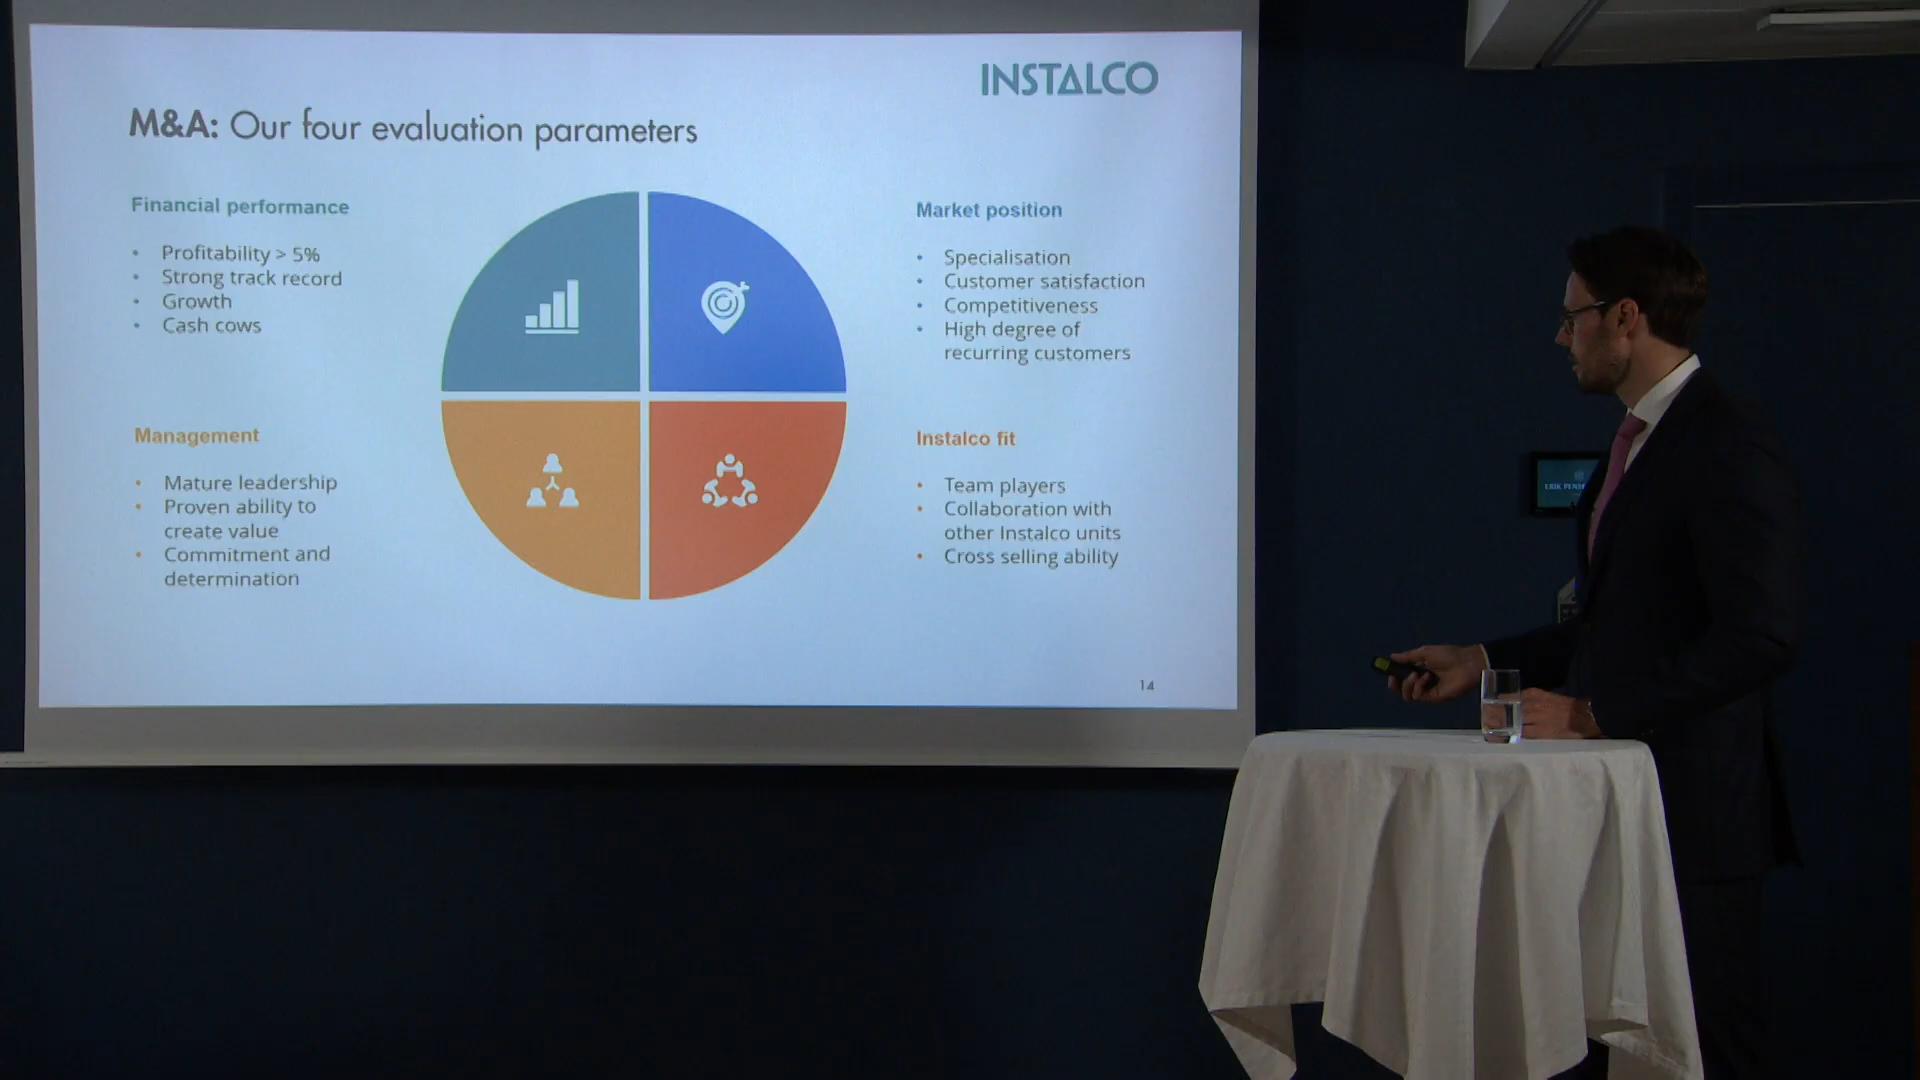 INSTALCO
M&A: Our four evaluation parameters
Financial performance
• Profitability > 5%
• Strong track record
• Growth
• Cash cows
Market position
• Specialisation
• Customer satisfaction
• Competitiveness
• High degree of
recurring customers
Management
• Mature leadership
• Proven ability to
create value
• Commitment and
determination
Instalco fit
• Team players
• Collaboration with
other Instalco units
• Cross selling ability
14
ERIK